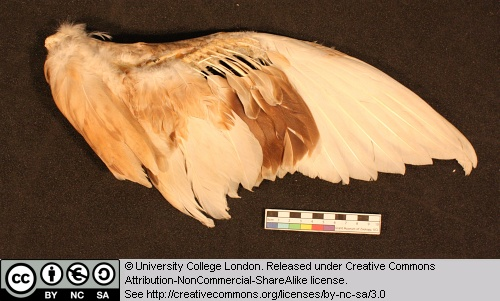 © University College London. Released under Creative Commons
Attribution-NonCommercial-ShareAlike license.
See http://creativecommons.org/licenses/by-nc-sa/3.0
cc
BY NC SA